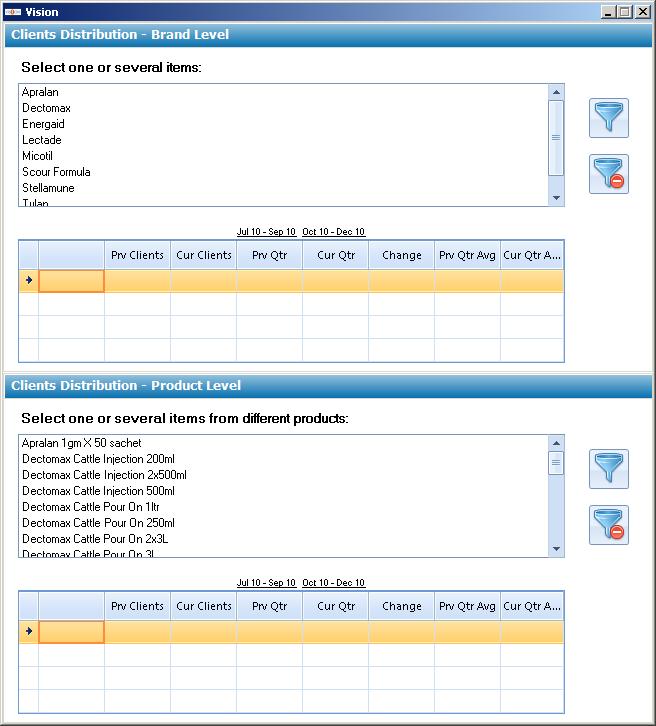 Vision
Clients Distribution - Brand Level
Select one or several items:
Apralan
Dectomax
Energaid
Lectade
Micotil
Scour Formula
Stellamune
Tulan
Jul 10 - Sep 10 Oct 10 - Dec 10
Prv Clients Cur Clients Prv Qtr Cur Qtr Change Prv Qtr Avg Cur Qtr A...
Clients Distribution - Product Level
Select one or several items from different products:
Apralan 1gm X 50 sachet
Dectomax Cattle Injection 200ml
Dectomax Cattle Injection 2x500ml
Dectomax Cattle Injection 500ml
Dectomax Cattle Pour On 1ltr
Dectomax Cattle Pour On 250ml
Dectomax Cattle Pour On 2x3L
Dectomax Cattle Pour On 3L
Jul 10 - Sep 10 Oct 10 - Dec 10
Prv Clients Cur Clients Prv Qtr Cur Qtr Change Prv Qtr Avg Cur Qtr A...